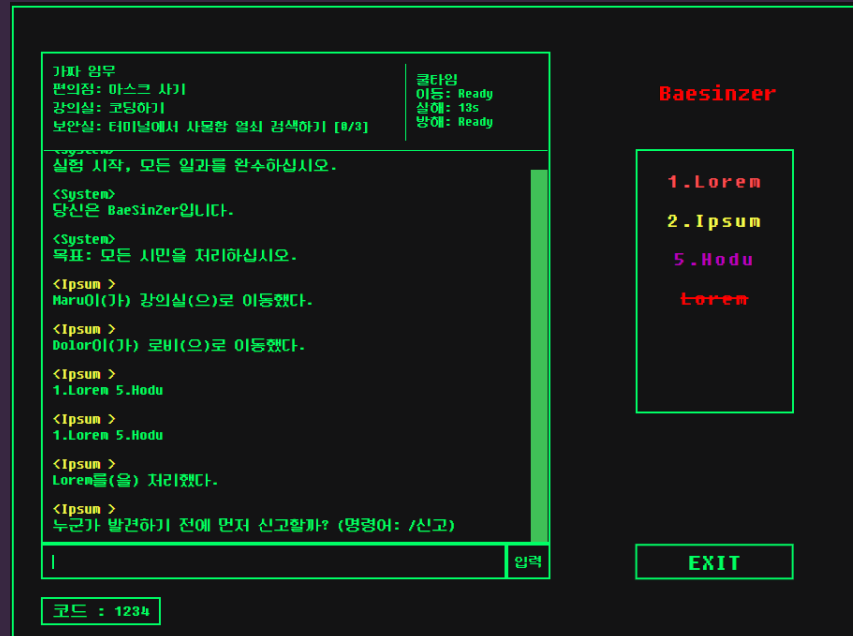 가짜 임무
편의점: 마스크 사기
강의실: 코딩하기
보안실: 터미널에서 사물함 열쇠 검색하기 [0/3]
쿨타임
이동: Ready
살해: 13s
방해: Ready
<System>
실험 시작, 모든 일과를 완수하십시오.
<System>
당신은 BaeSinZer입니다.
<System>
목표: 모든 시민을 처리하십시오.
<Ipsum >
Maru이(가) 강의실(으)로 이동했다.
<Ipsum >
Dolor이(가) 로비(으)로 이동했다.
<Ipsum >
1.Lorem 5.Hodu
<Ipsum >
1.Lorem 5.Hodu
<Ipsum >
Lorem를(을) 처리했다.
<Ipsum >
누군가 발견하기 전에 먼저 신고할까? (명령어: /신고)
입력
코드 : 1234
Baesinzer
1.Lorem
2.Ipsum
5.Hodu
Lorem
EXIT